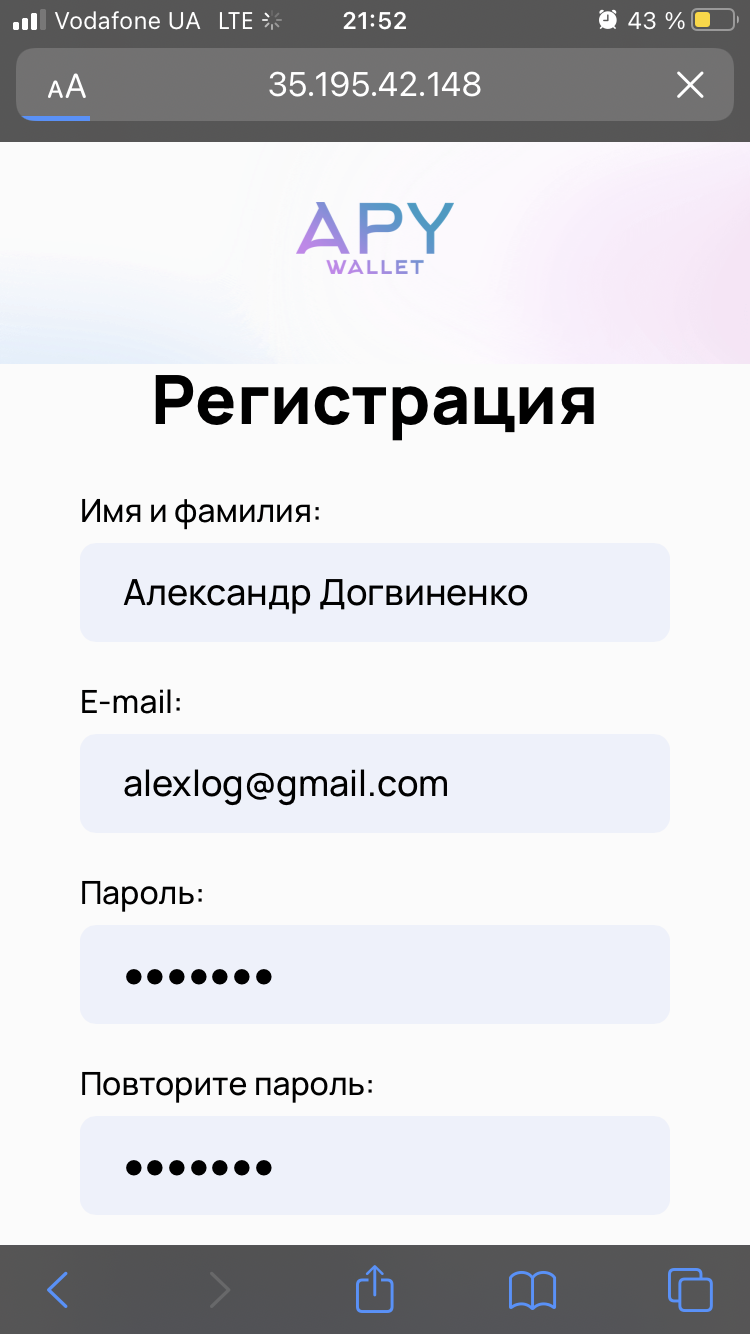 Vodafone UA LTE 21:52 43 %
AA 35.195.42.148
APY
WALLET
Регистрация
Имя и фамилия:
Александр Догвиненко
E-mail:
alexlog@gmail.com
Пароль:
•••••••
Повторите пароль:
•••••••